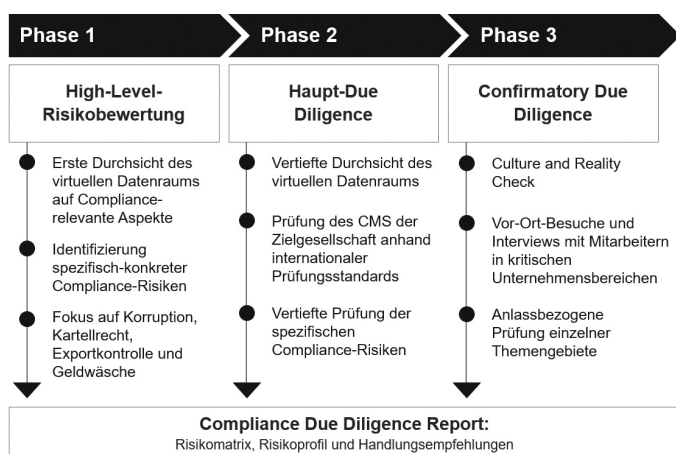 Phase 1
Phase 2
Phase 3
High-Level-
Risikobewertung
Haupt-Due
Diligence
Confirmatory Due
Diligence
Erste Durchsicht des
virtuellen Datenraums
auf Compliance-
relevante Aspekte
Identifizierung
spezifisch-konkreter
Compliance-Risiken
Fokus auf Korruption,
Kartellrecht,
Exportkontrolle und
Geldwäsche
Vertiefte Durchsicht des
virtuellen Datenraums
Prüfung des CMS der
Zielgesellschaft anhand
internationaler
Prüfungsstandards
Vertiefte Prüfung der
spezifischen
Compliance-Risiken
Culture and Reality
Check
Vor-Ort-Besuche und
Interviews mit Mitarbeitern
in kritischen
Unternehmensbereichen
Anlassbezogene
Prüfung einzelner
Themengebiete
Compliance Due Diligence Report:
Risikomatrix, Risikoprofil und Handlungsempfehlungen